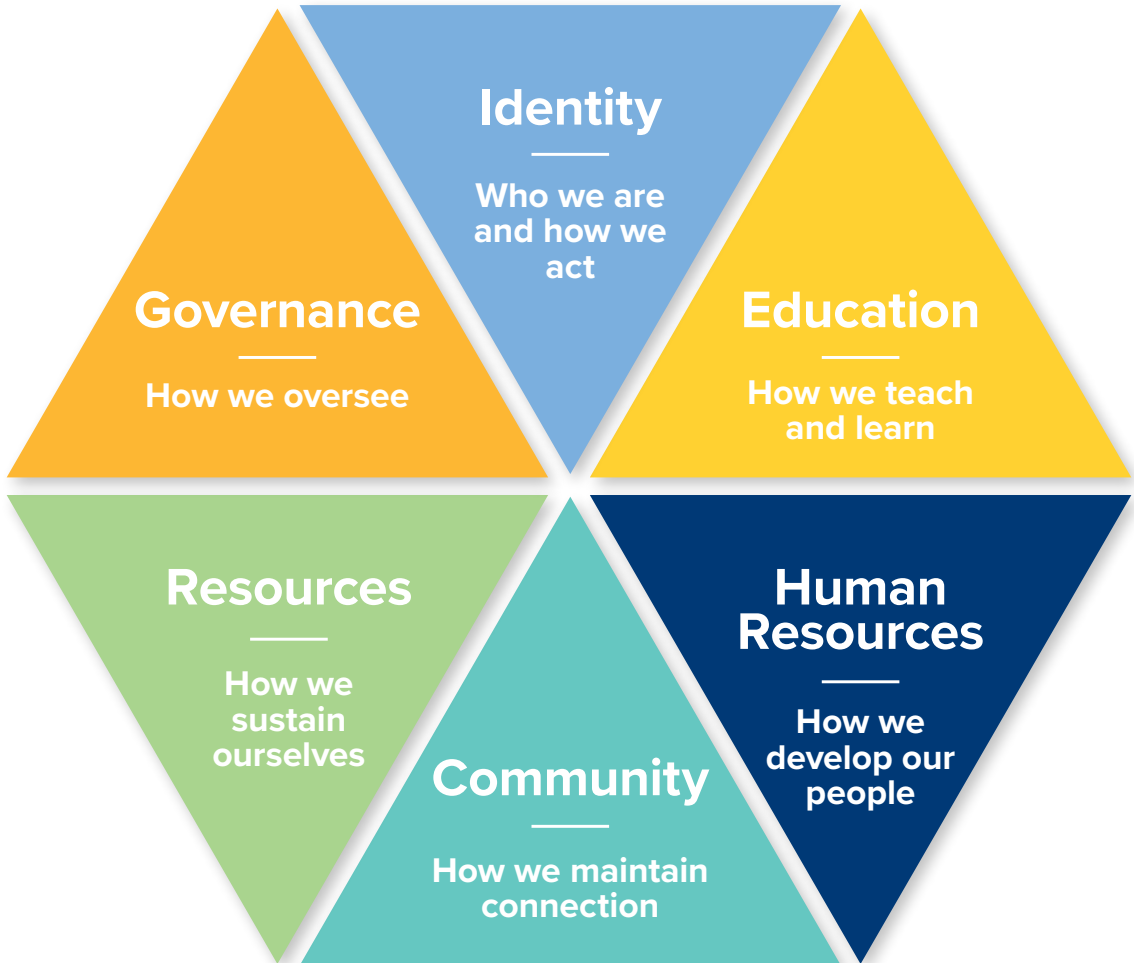 Identity
Who we are
and how we
act
Governance
How we oversee
Education
How we teach
and learn
Resources
How we
sustain
ourselves
Community
How we maintain
connection
Human
Resources
How we
develop our
people